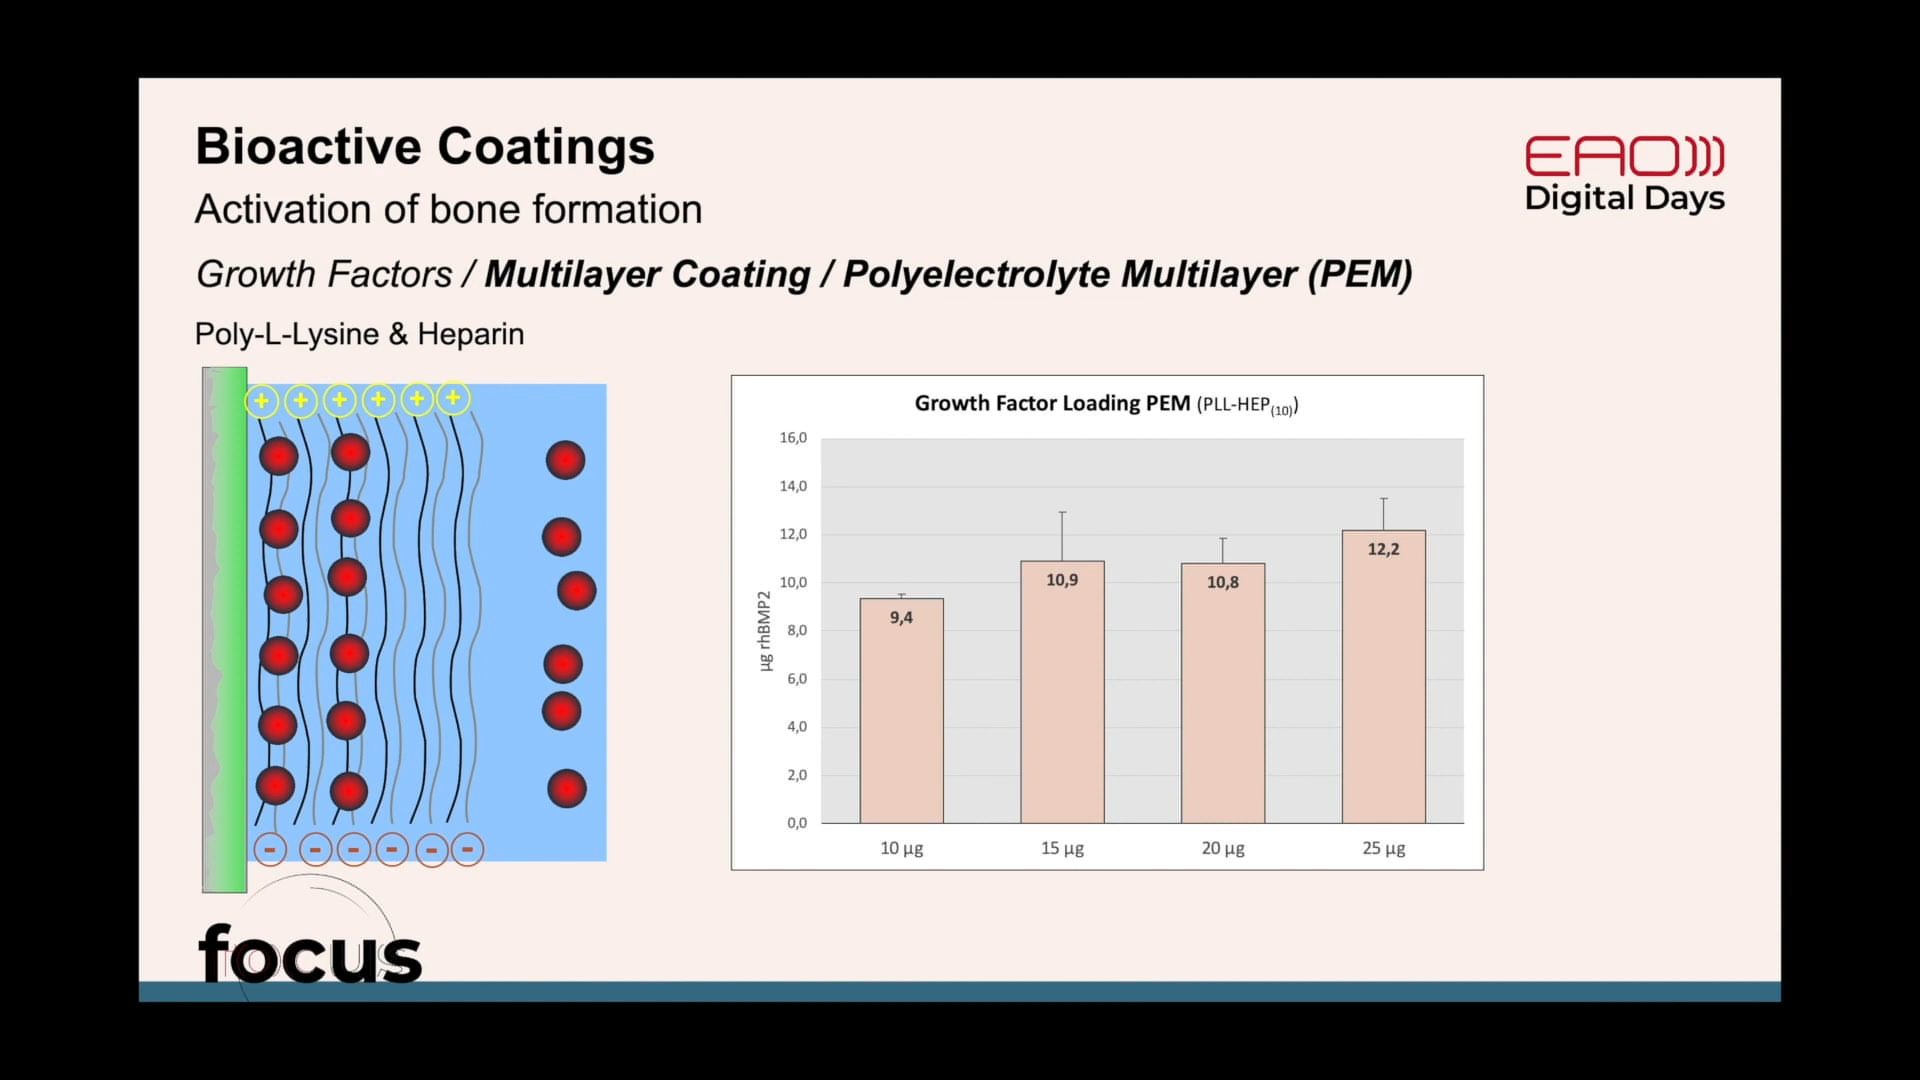 Bioactive Coatings
Activation of bone formation
Growth Factors / Multilayer Coating / Polyelectrolyte Multilayer (PEM)
Poly-L-Lysine & Heparin
EAO)))
Digital Days
+ + + + + +
- - - - - -
Growth Factor Loading PEM (PLL-HEP(10))
µg rhBMP2
16,0
14,0
12,0
10,0
8,0
6,0
4,0
2,0
0,0
9,4
10,9
10,8
12,2
10 µg 15 µg 20 µg 25 µg
focus